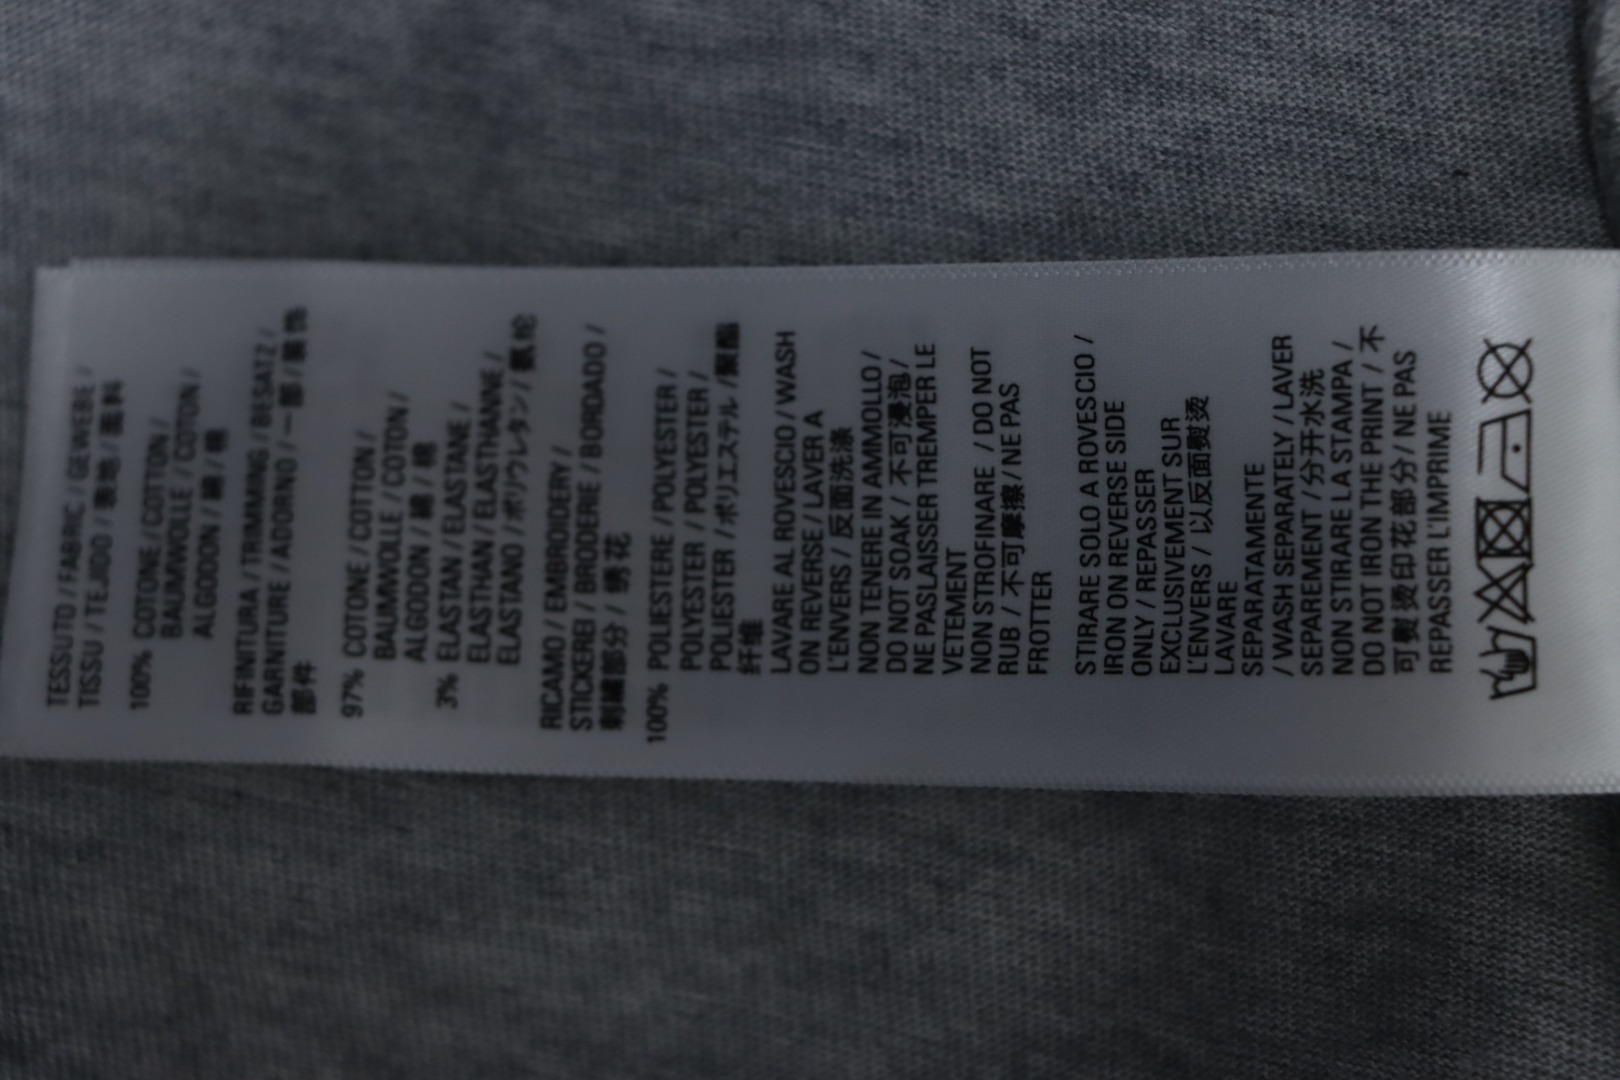 TESSUTO / FABRIC / GEWEBE /
TISSU / TEJIDO / 表地 / 面料
100% COTONE / COTTON /
BAUMWOLLE / COTON /
ALGODON / 綿 / 棉
RIFINITURA / TRIMMING / BESATZ /
GARNITURE / ADORNO / 一部 / 装饰
部件
97% COTONE / COTTON /
BAUMWOLLE / COTON /
ALGODON / 綿 / 棉
3% ELASTAN / ELASTANE /
ELASTHAN / ELASTHANNE /
ELASTANO / ポリウレタン / 氨纶
RICAMO / EMBROIDERY /
STICKEREI / BRODERIE / BORDADO /
刺繍部分 / 绣花
100% POLIESTERE / POLYESTER /
POLYESTER / POLYESTER /
POLIESTER / ポリエステル / 聚酯
纤维
LAVARE AL ROVESCIO / WASH
ON REVERSE / LAVER A
L'ENVERS / 反面洗涤
NON TENERE IN AMMOLLO /
DO NOT SOAK / 不可浸泡/
NE PAS LAISSER TREMPER LE
VETEMENT
NON STROFINARE / DO NOT
RUB / 不可摩擦/ NE PAS
FROTTER
STIRARE SOLO A ROVESCIO /
IRON ON REVERSE SIDE
ONLY / REPASSER
EXCLUSIVEMENT SUR
L'ENVERS / 以反面熨烫
LAVARE
SEPARATAMENTE
/ WASH SEPARATELY / LAVER
SEPAREMENT / 分开水洗
NON STIRARE LA STAMPA /
DO NOT IRON THE PRINT / 不
可熨烫印花部分/ NE PAS
REPASSER L'IMPRIME